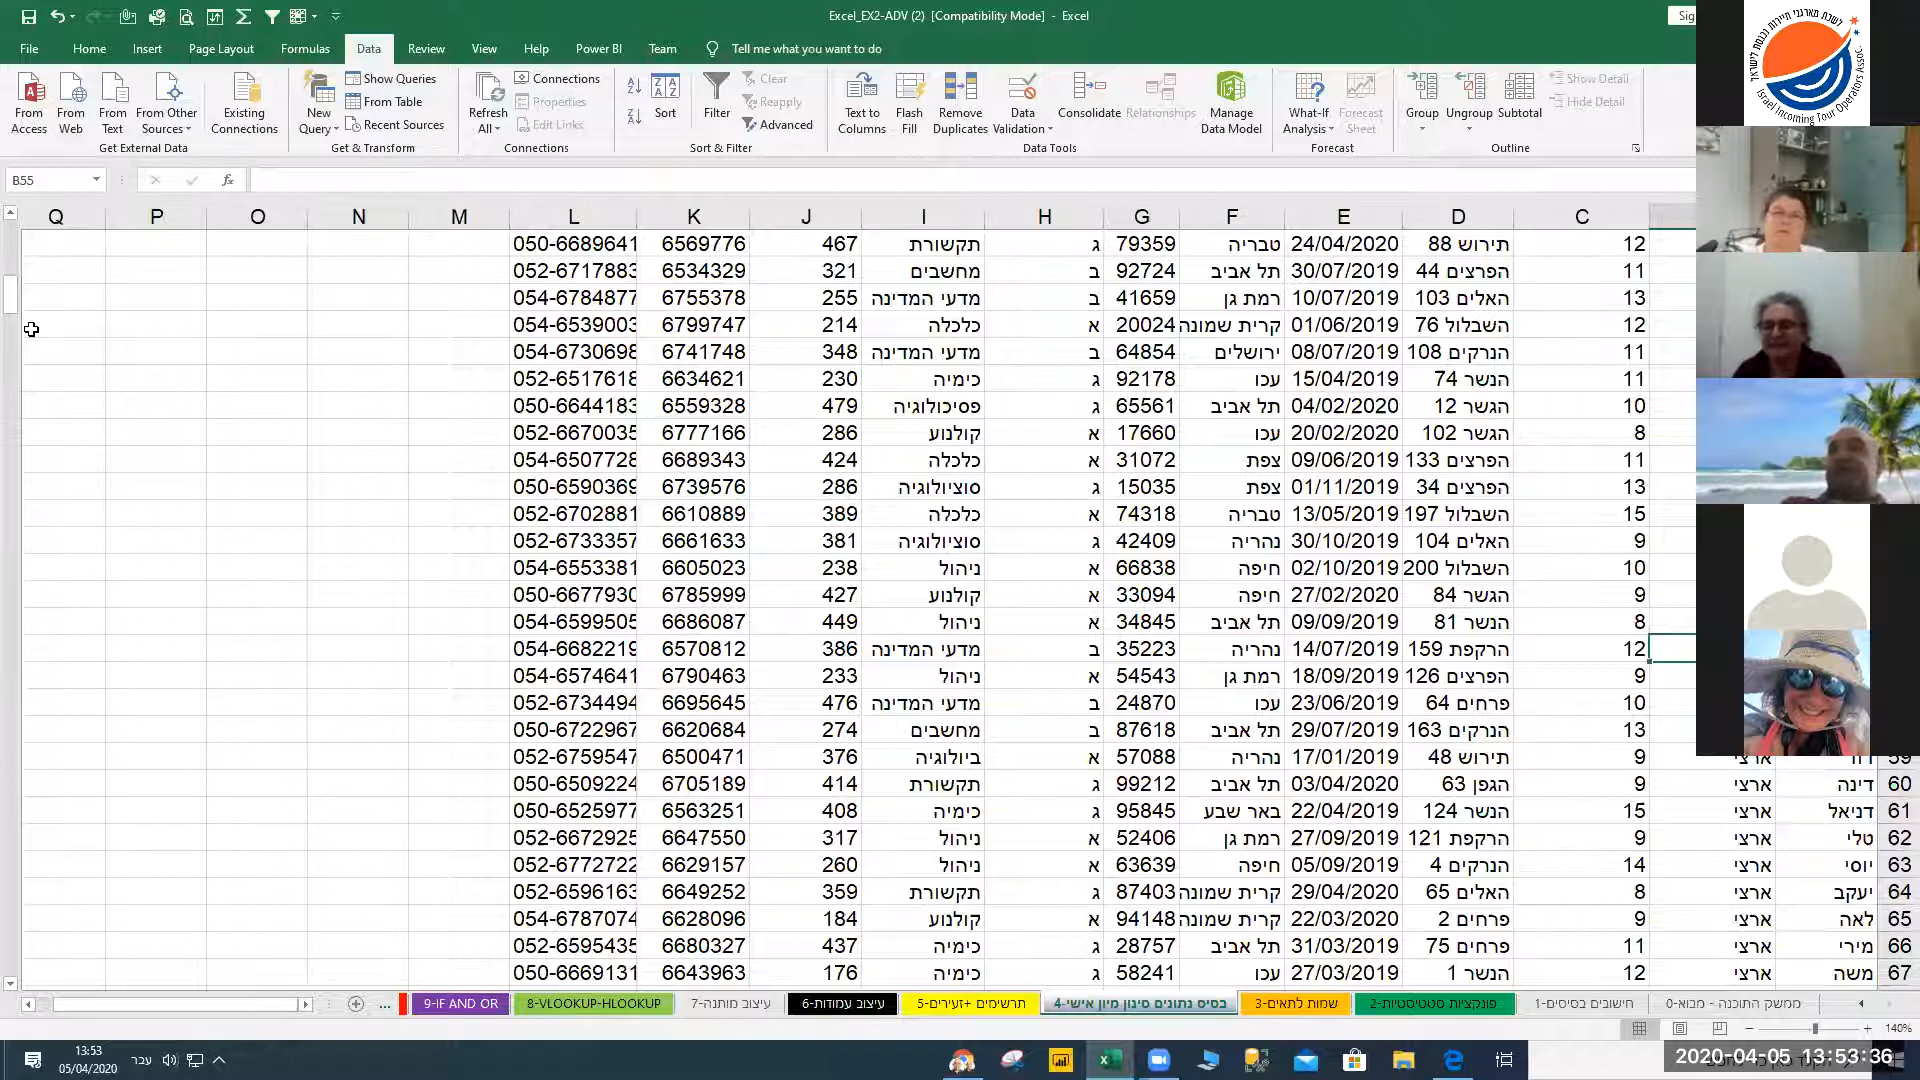 Excel_EX2-ADV (2) [Compatibility Mode] - Excel
Sig
File Home Insert Page Layout Formulas Data Review View Help Power BI Team Tell me what you want to do
From Access From Web From Text From Other Sources Existing Connections New Query Show Queries From Table Recent Sources Refresh All Connections Properties Edit Links Sort Filter Clear Reapply Advanced Text to Columns Flash Fill Remove Duplicates Data Validation Consolidate Relationships Manage Data Model What-If Analysis Forecast Sheet Group Ungroup Subtotal Show Detail Hide Detail
Get External Data Get & Transform Connections Sort & Filter Data Tools Forecast Outline
לשכת מארגני תיירות נכנסת לישראל
Israel Incoming Tour Operators Assoc.
B55 fx
Q P O N M L K J I H G F E D C
12 תירוש 88 24/04/2020 טבריה 79359 ג תקשורת 467 6569776 050-6689641
11 הפרצים 44 30/07/2019 תל אביב 92724 ב מחשבים 321 6534329 052-6717883
13 האלים 103 10/07/2019 רמת גן 41659 ב מדעי המדינה 255 6755378 054-6784877
12 השבלול 76 01/06/2019 קרית שמונה 20024 א כלכלה 214 6799747 054-6539003
11 הנרקים 108 08/07/2019 ירושלים 64854 ב מדעי המדינה 348 6741748 054-6730698
11 הנשר 74 15/04/2019 עכו 92178 ג כימיה 230 6634621 052-6517618
10 הגשר 12 04/02/2020 תל אביב 65561 ג פסיכולוגיה 479 6559328 050-6644183
8 הגשר 102 20/02/2020 עכו 17660 א קולנוע 286 6777166 052-6670035
11 הפרצים 133 09/06/2019 צפת 31072 א כלכלה 424 6689343 054-6507728
13 הפרצים 34 01/11/2019 צפת 15035 ג סוציולוגיה 286 6739576 050-6590369
15 השבלול 197 13/05/2019 טבריה 74318 א כלכלה 389 6610889 052-6702881
9 האלים 104 30/10/2019 נהריה 42409 ג סוציולוגיה 381 6661633 052-6733357
10 השבלול 200 02/10/2019 חיפה 66838 א ניהול 238 6605023 054-6553381
9 הגשר 84 27/02/2020 חיפה 33094 א קולנוע 427 6785999 050-6677930
8 הנשר 81 09/09/2019 תל אביב 34845 א ניהול 449 6686087 054-6599505
12 הרקפת 159 14/07/2019 נהריה 35223 ב מדעי המדינה 386 6570812 054-6682219
9 הפרצים 126 18/09/2019 רמת גן 54543 א ניהול 233 6790463 054-6574641
10 פרחים 64 23/06/2019 עכו 24870 ב מדעי המדינה 476 6695645 052-6734494
13 הנרקים 163 29/07/2019 תל אביב 87618 ב מחשבים 274 6620684 050-6722967
59 דוד ארצי 9 תירוש 48 17/01/2019 נהריה 57088 א ביולוגיה 376 6500471 052-6759547
60 דינה ארצי 9 הגפן 63 03/04/2020 תל אביב 99212 ג תקשורת 414 6705189 050-6509224
61 דניאל ארצי 15 הנשר 124 22/04/2019 באר שבע 95845 ג כימיה 408 6563251 050-6525977
62 טלי ארצי 9 הרקפת 121 27/09/2019 רמת גן 52406 א ניהול 317 6647550 052-6672925
63 יוסי ארצי 14 הנרקים 4 05/09/2019 חיפה 63639 א ניהול 260 6629157 052-6772722
64 יעקב ארצי 8 האלים 65 29/04/2020 קרית שמונה 87403 ג תקשורת 359 6649252 052-6596163
65 לאה ארצי 9 פרחים 2 22/03/2020 קרית שמונה 94148 א קולנוע 184 6628096 054-6787074
66 מירי ארצי 11 פרחים 75 31/03/2019 תל אביב 28757 ג כימיה 437 6680327 052-6595435
67 משה ארצי 12 הנשר 1 27/03/2019 עכו 58241 ג כימיה 176 6643963 050-6669131
ממשק התוכנה - מבוא-0 חישובים בסיסים-1 פונקציות סטטיסטיות-2 שמות לתאים-3 בסיס נתונים סינון מיון אישי-4 תרשימים +זעירים-5 עיצוב עמודות-6 עיצוב מותנה-7 8-VLOOKUP-HLOOKUP 9-IF AND OR ...
140%
13:53
05/04/2020
עבר
2020-04-05 13:53:36